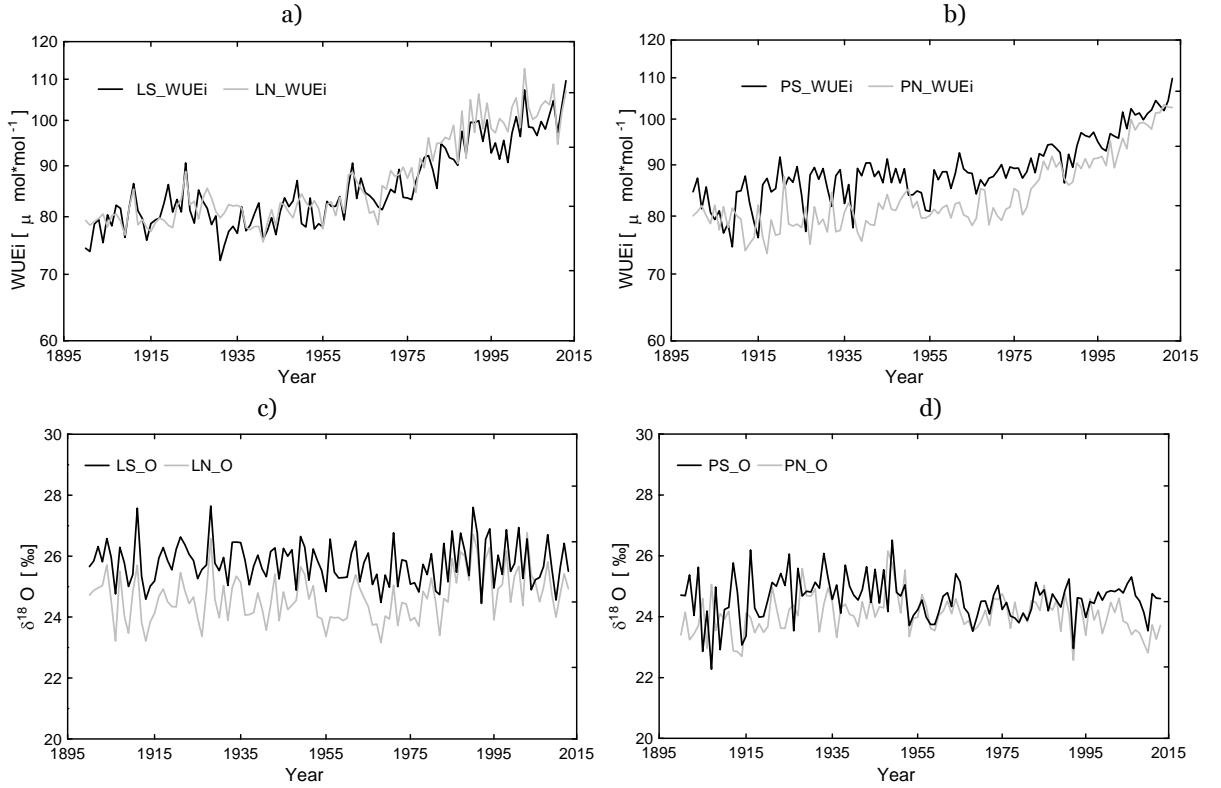 a)
120
110
100
90
80
70
60
WUEi [ μ mol*mol -1 ]
LS_WUEi LN_WUEi
1895 1915 1935 1955 1975 1995 2015
Year
b)
120
110
100
90
80
70
60
WUEi [ μ mol*mol -1 ]
PS_WUEi PN_WUEi
1895 1915 1935 1955 1975 1995 2015
Year
c)
30
28
26
24
22
20
δ18 O [ ‰]
LS_O LN_O
1895 1915 1935 1955 1975 1995 2015
Year
d)
30
28
26
24
22
20
δ18 O [ ‰]
PS_O PN_O
1895 1915 1935 1955 1975 1995 2015
Year